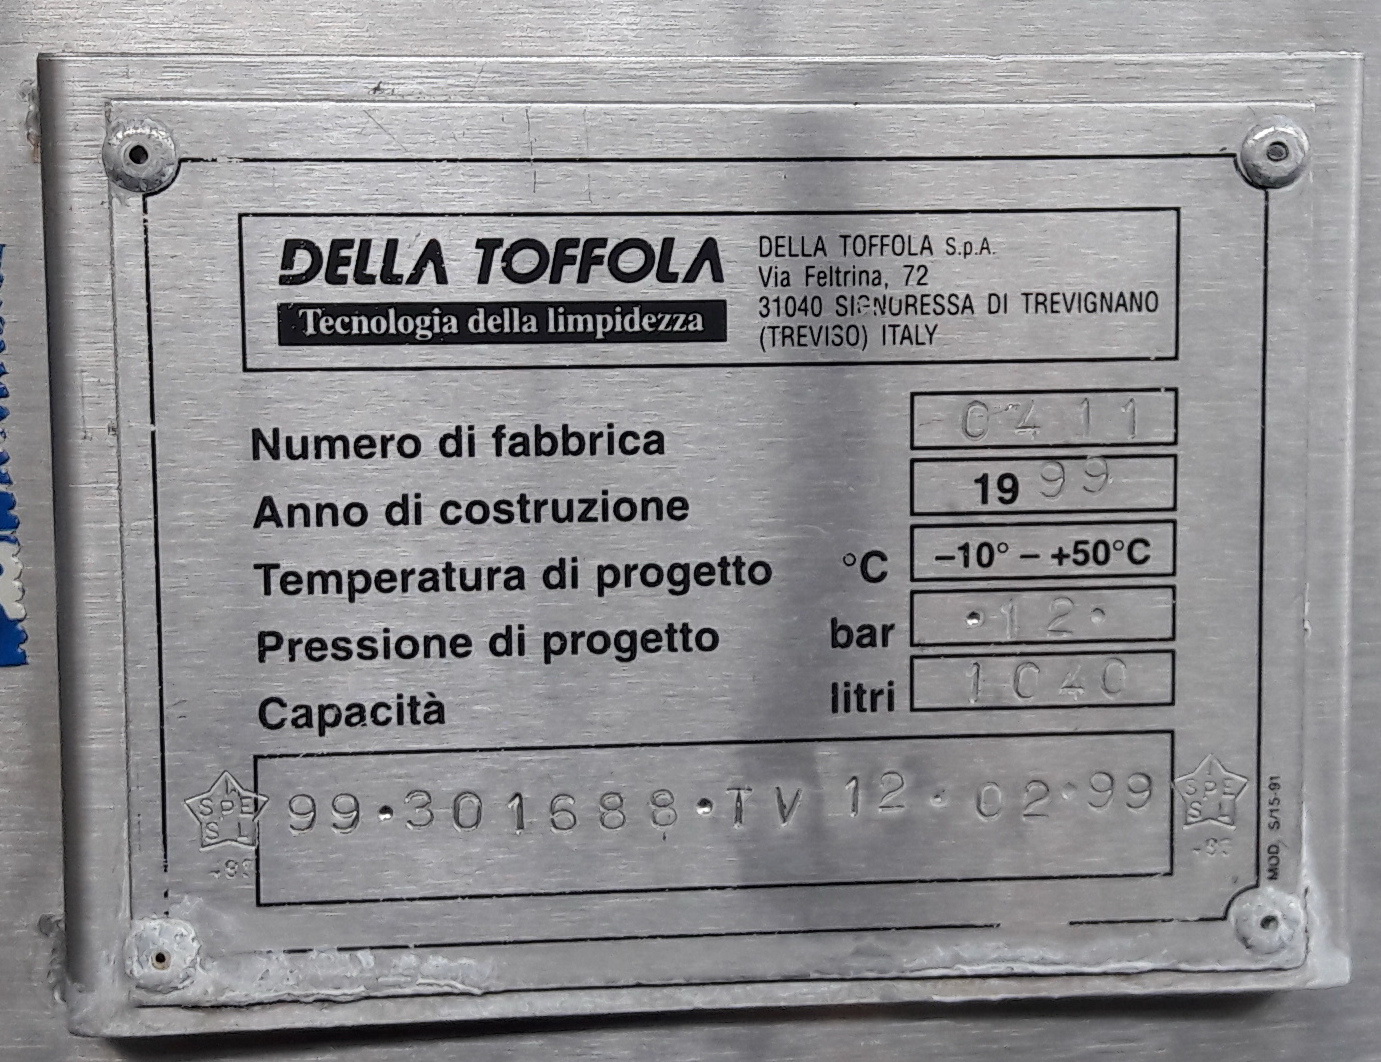 DELLA TOFFOLA
Tecnologia della limpidezza
DELLA TOFFOLA S.p.A.
Via Feltrina, 72
31040 SIGNORESSA DI TREVIGNANO
(TREVISO) ITALY
Numero di fabbrica 0411
Anno di costruzione 1999
Temperatura di progetto °C –10° – +50°C
Pressione di progetto bar ·12·
Capacità litri 1040
ISPESL 99·301688·TV 12·02·99 ISPESL
MOD. S/15-91